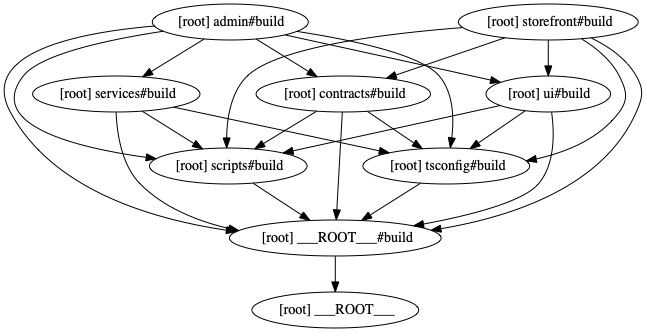 [root] admin#build
[root] storefront#build
[root] services#build
[root] contracts#build
[root] ui#build
[root] scripts#build
[root] tsconfig#build
[root] ___ROOT___#build
[root] ___ROOT___